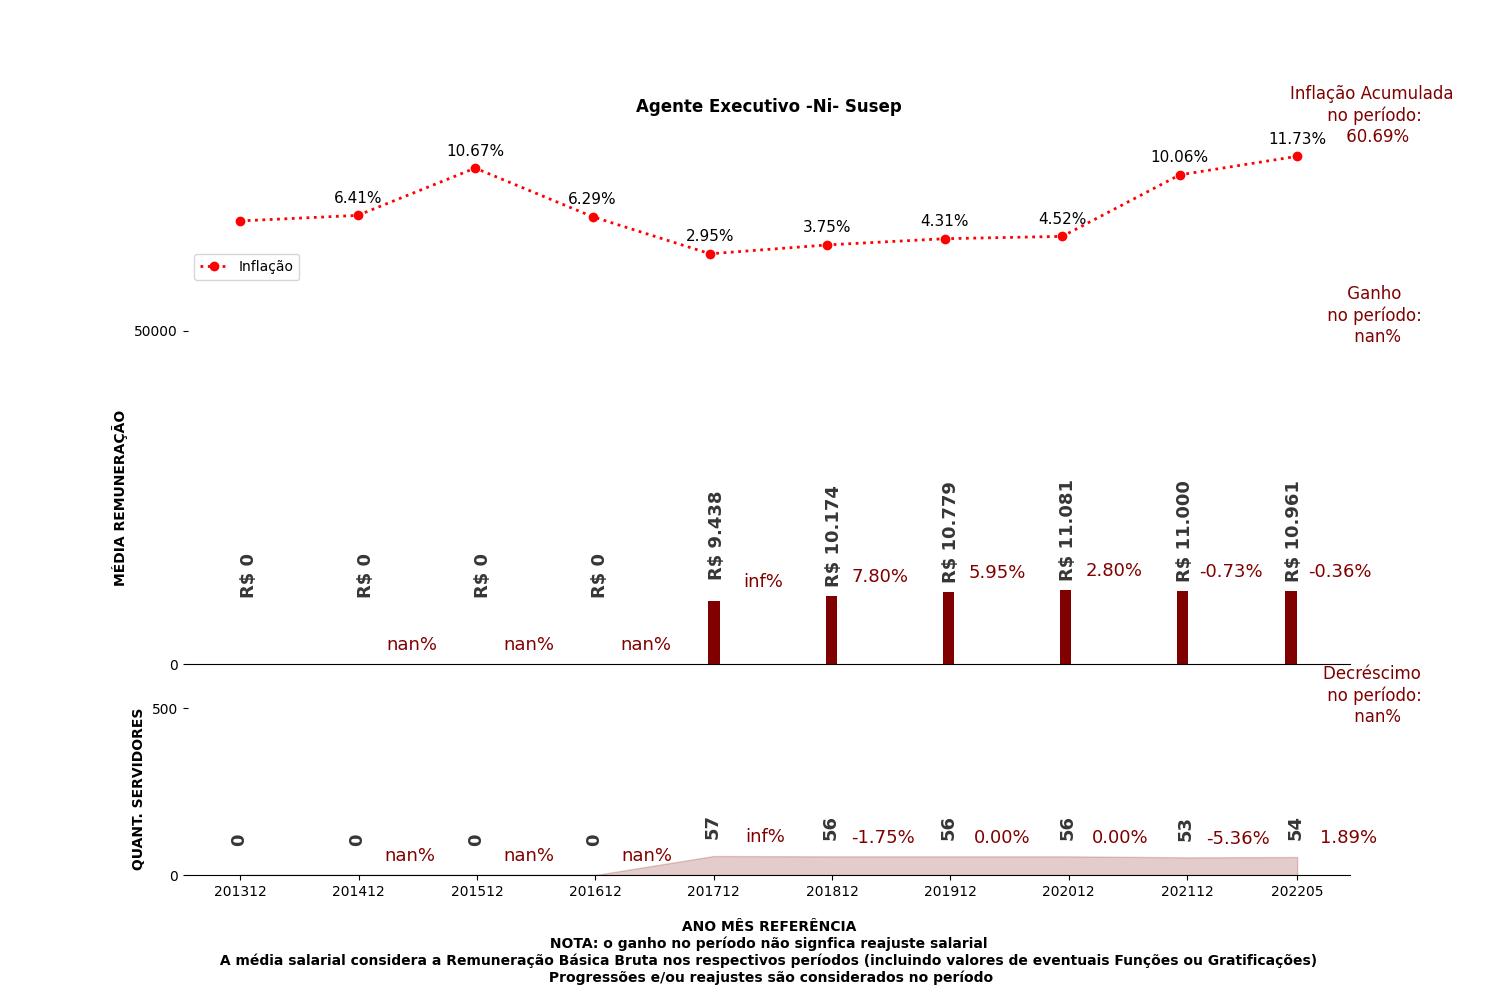 Agente Executivo -Ni- Susep
Inflação Acumulada
no período:
60.69%
6.41%
10.67%
6.29%
2.95%
3.75%
4.31%
4.52%
10.06%
11.73%
Inflação
Ganho
no período:
nan%
50000
0
MÉDIA REMUNERAÇÃO
R$ 0
R$ 0
R$ 0
R$ 0
R$ 9.438
R$ 10.174
R$ 10.779
R$ 11.081
R$ 11.000
R$ 10.961
nan%
nan%
nan%
inf%
7.80%
5.95%
2.80%
-0.73%
-0.36%
Decréscimo
no período:
nan%
500
0
QUANT. SERVIDORES
0
0
0
0
57
56
56
56
53
54
nan%
nan%
nan%
inf%
-1.75%
0.00%
0.00%
-5.36%
1.89%
201312
201412
201512
201612
201712
201812
201912
202012
202112
202205
ANO MÊS REFERÊNCIA
NOTA: o ganho no período não signfica reajuste salarial
A média salarial considera a Remuneração Básica Bruta nos respectivos períodos (incluindo valores de eventuais Funções ou Gratificações)
Progressões e/ou reajustes são considerados no período